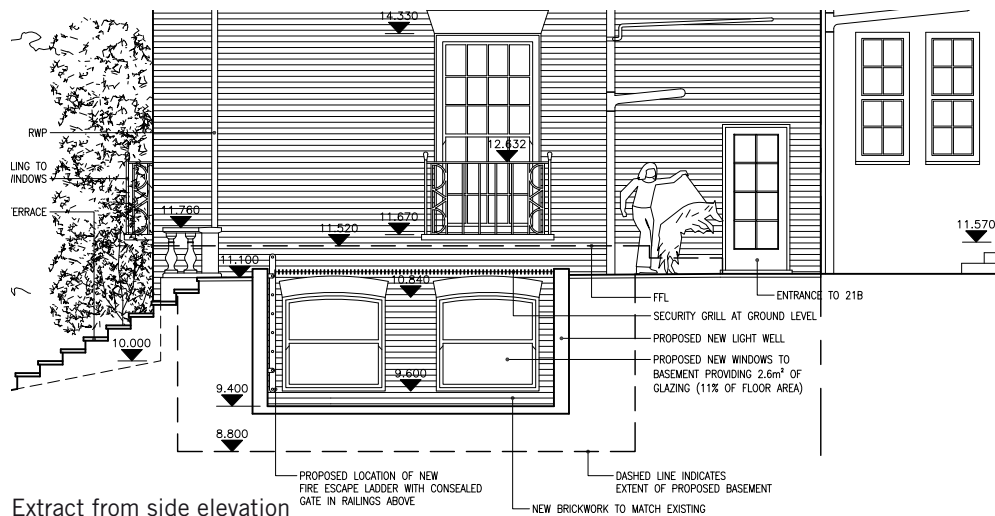 14.330
RWP
12.632
LING TO
WINDOWS
TERRACE
11.760
11.670
11.520
11.570
11.100
10.840
FFL
ENTRANCE TO 21B
SECURITY GRILL AT GROUND LEVEL
PROPOSED NEW LIGHT WELL
10.000
PROPOSED NEW WINDOWS TO
BASEMENT PROVIDING 2.6m² OF
GLAZING (11% OF FLOOR AREA)
9.600
9.400
8.800
PROPOSED LOCATION OF NEW
FIRE ESCAPE LADDER WITH CONSEALED
GATE IN RAILINGS ABOVE
DASHED LINE INDICATES
EXTENT OF PROPOSED BASEMENT
NEW BRICKWORK TO MATCH EXISTING
Extract from side elevation